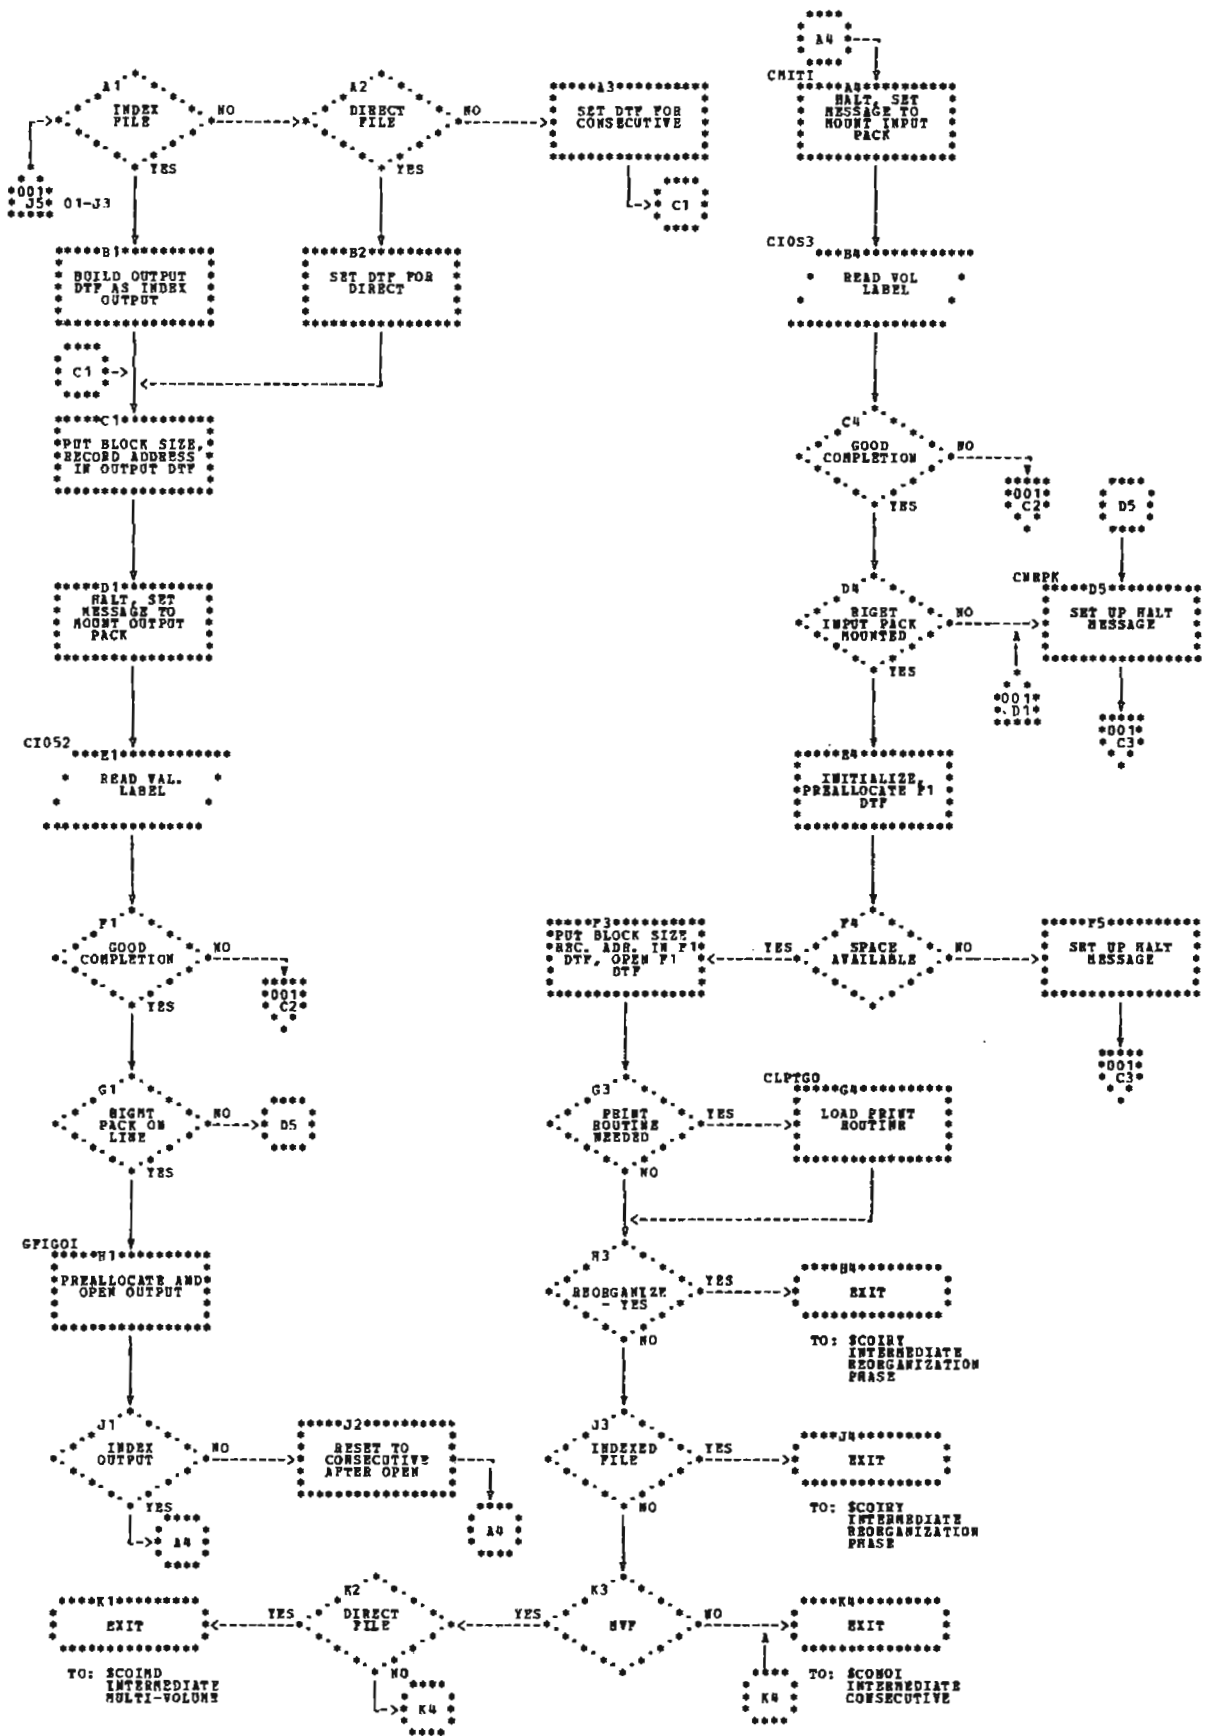 A1
INDEX
FILE
NO
YES
001
J5
01-J3
A2
DIRECT
FILE
NO
YES
A3
SET DTF FOR
CONSECUTIVE
C1
B1
BUILD OUTPUT
DTF AS INDEX
OUTPUT
B2
SET DTF FOR
DIRECT
C1
C1
PUT BLOCK SIZE,
RECORD ADDRESS
IN OUTPUT DTF
D1
HALT, SET
MESSAGE TO
MOUNT OUTPUT
PACK
CIOS2
E1
READ VAL.
LABEL
F1
GOOD
COMPLETION
NO
YES
001
C2
G1
RIGHT
PACK ON
LINE
NO
YES
D5
GFIGOI
H1
PREALLOCATE AND
OPEN OUTPUT
J1
INDEX
OUTPUT
NO
YES
A4
J2
RESET TO
CONSECUTIVE
AFTER OPEN
A4
A4
CMITI
A4
HALT, SET
MESSAGE TO
MOUNT INPUT
PACK
CIOS3
B4
READ VOL
LABEL
C4
GOOD
COMPLETION
NO
YES
001
C2
D5
D4
RIGHT
INPUT PACK
MOUNTED
NO
YES
001
D1
CWRPK
D5
SET UP HALT
MESSAGE
001
C3
E4
INITIALIZE,
PREALLOCATE F1
DTF
F4
SPACE
AVAILABLE
YES
NO
F5
SET UP HALT
MESSAGE
001
C3
F3
PUT BLOCK SIZE
REC. ADR. IN F1
DTF, OPEN F1
DTF
G3
PRINT
ROUTINE
NEEDED
YES
NO
CLPTGO
G4
LOAD PRINT
ROUTINE
H3
REORGANIZE
- YES
YES
NO
H4
EXIT
TO: $COIRY
INTERMEDIATE
REORGANIZATION
PHASE
J3
INDEXED
FILE
YES
NO
J4
EXIT
TO: $COIRY
INTERMEDIATE
REORGANIZATION
PHASE
K3
MVF
YES
NO
K4
EXIT
TO: $CONOI
INTERMEDIATE
CONSECUTIVE
K4
K2
DIRECT
FILE
YES
NO
K4
K1
EXIT
TO: $COIMD
INTERMEDIATE
MULTI-VOLUME